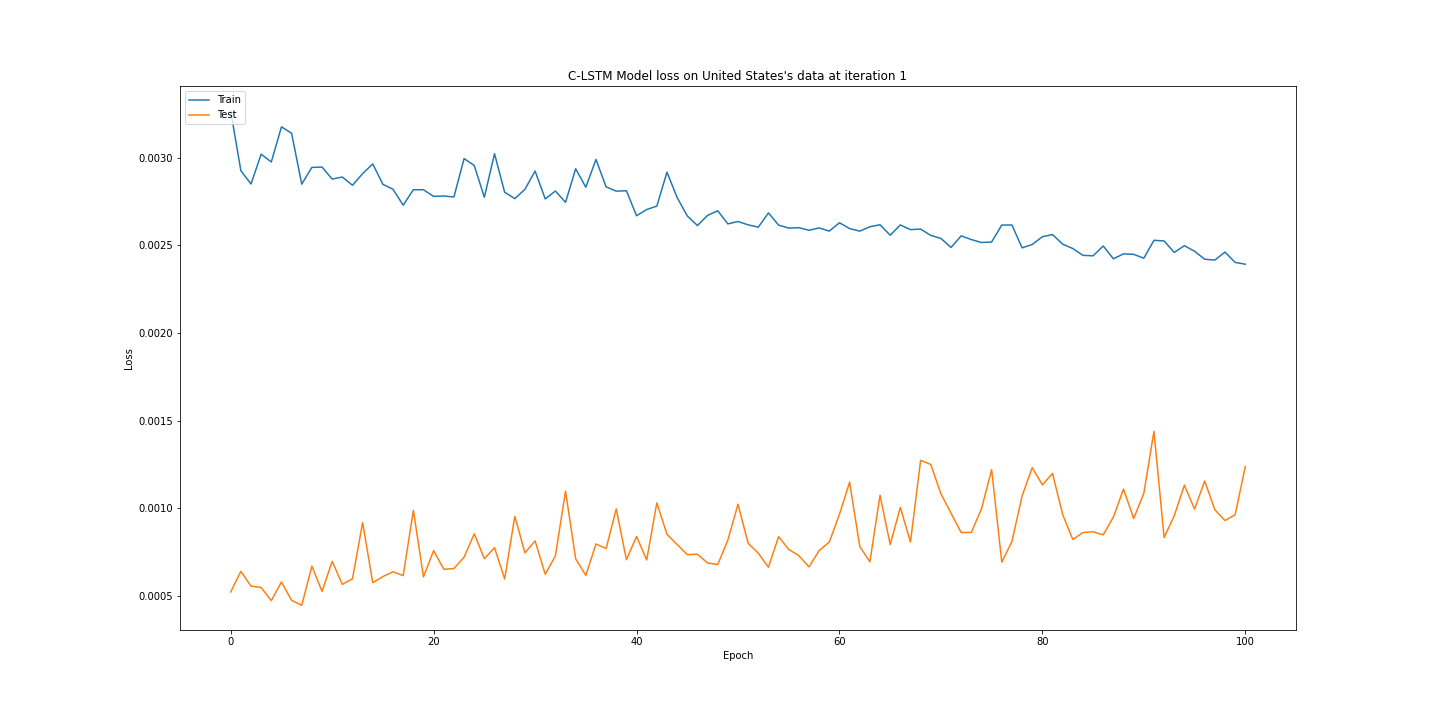 C-LSTM Model loss on United States's data at iteration 1
Train
Test
0.0030
0.0025
0.0020
0.0015
0.0010
0.0005
Loss
0 20 40 60 80 100
Epoch